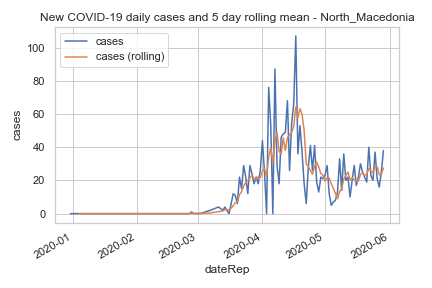 New COVID-19 daily cases and 5 day rolling mean - North_Macedonia
cases
cases (rolling)
100
80
60
40
20
0
cases
2020-01
2020-02
2020-03
2020-04
2020-05
2020-06
dateRep